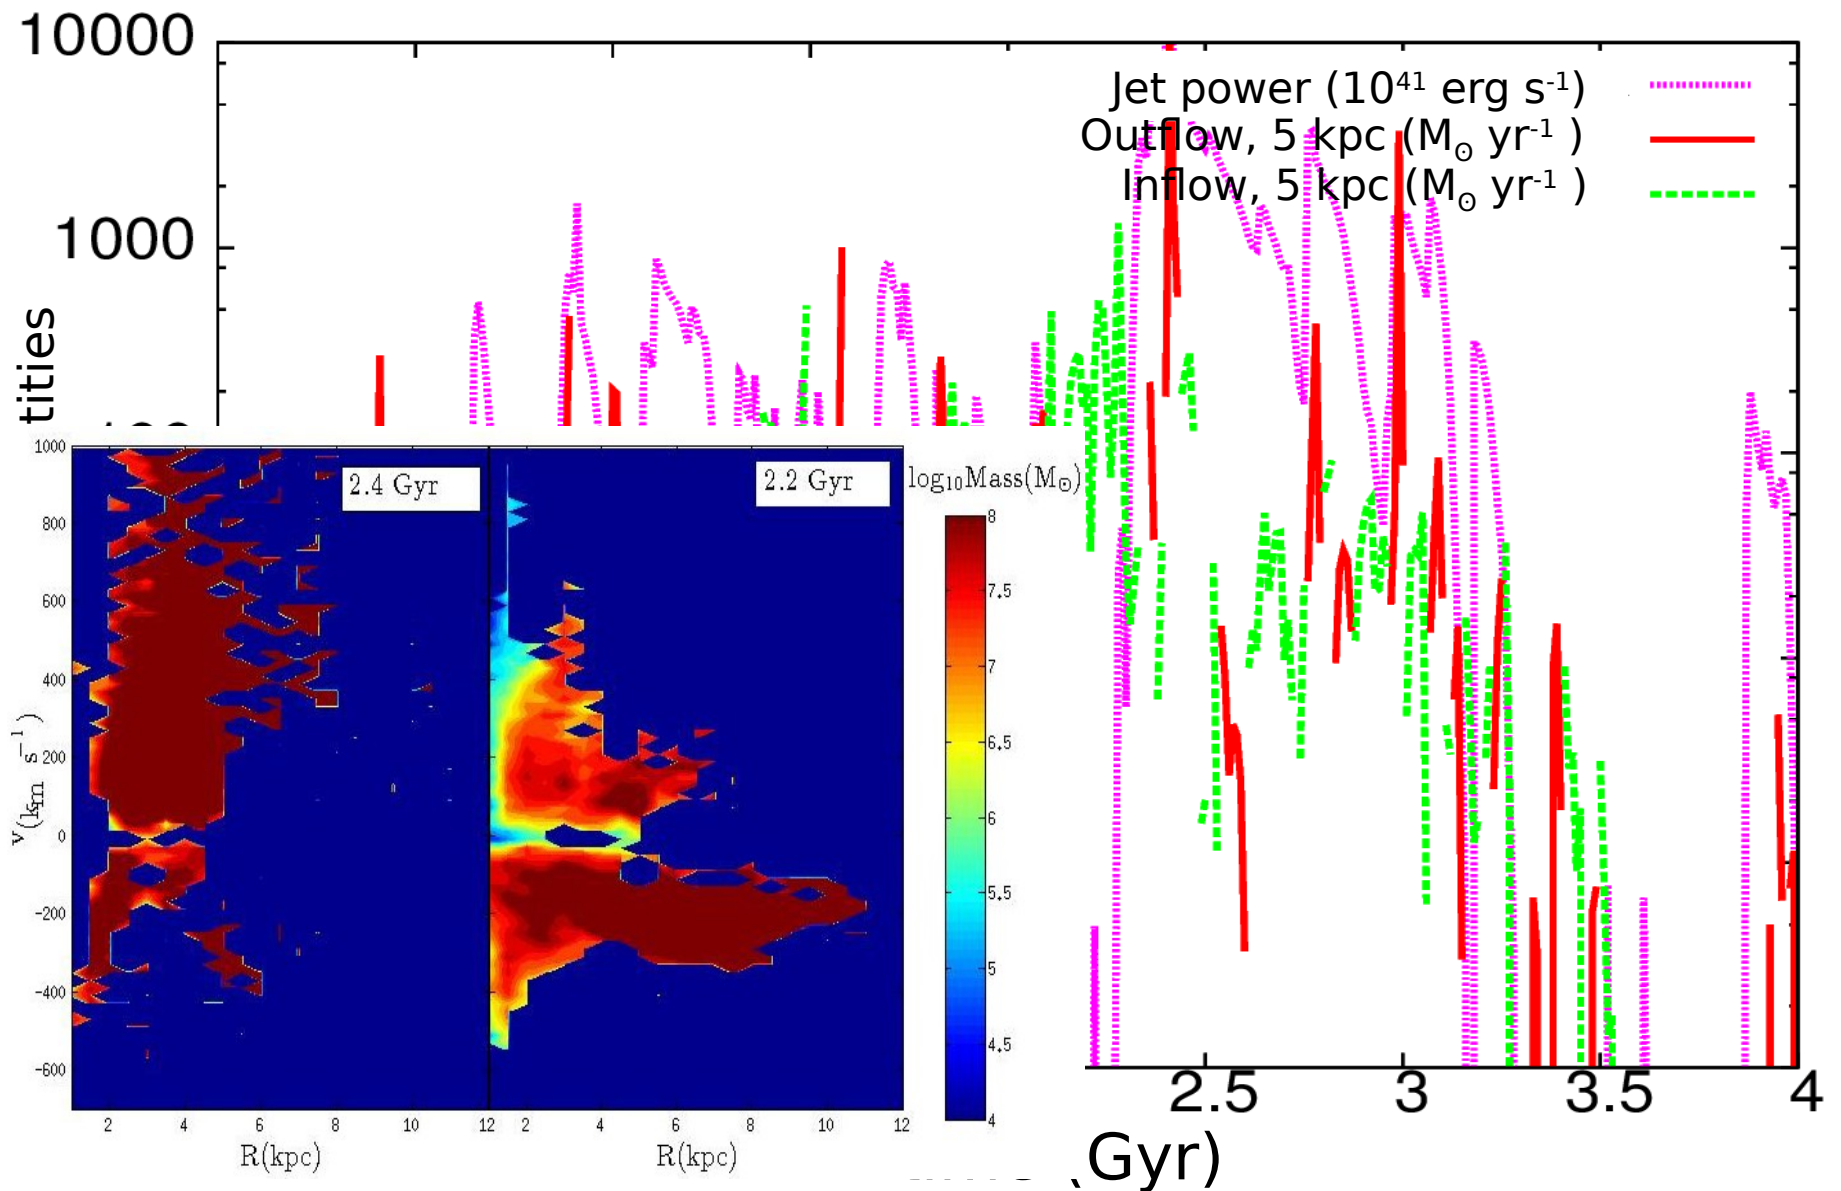 10000
Jet power (10⁴¹ erg s⁻¹)
Outflow, 5 kpc (M⊙ yr⁻¹ )
Inflow, 5 kpc (M⊙ yr⁻¹ )
1000
tities
1000
800
600
400
200
0
-200
-400
-600
v(km s⁻¹)
2.4 Gyr
2.2 Gyr
log₁₀Mass(M⊙)
8
7.5
7
6.5
6
5.5
5
4.5
4
2 4 6 8 10 12 2 4 6 8 10 12
R(kpc) R(kpc)
2.5 3 3.5 4
(Gyr)